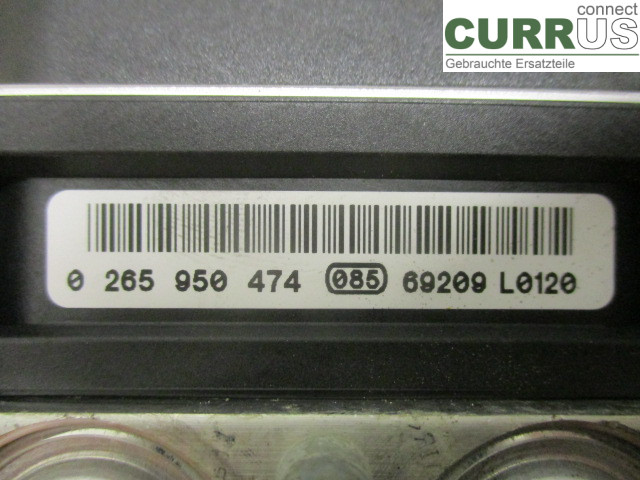 connect
CURRUS
Gebrauchte Ersatzteile
0 265 950 474 085 69209 L0120